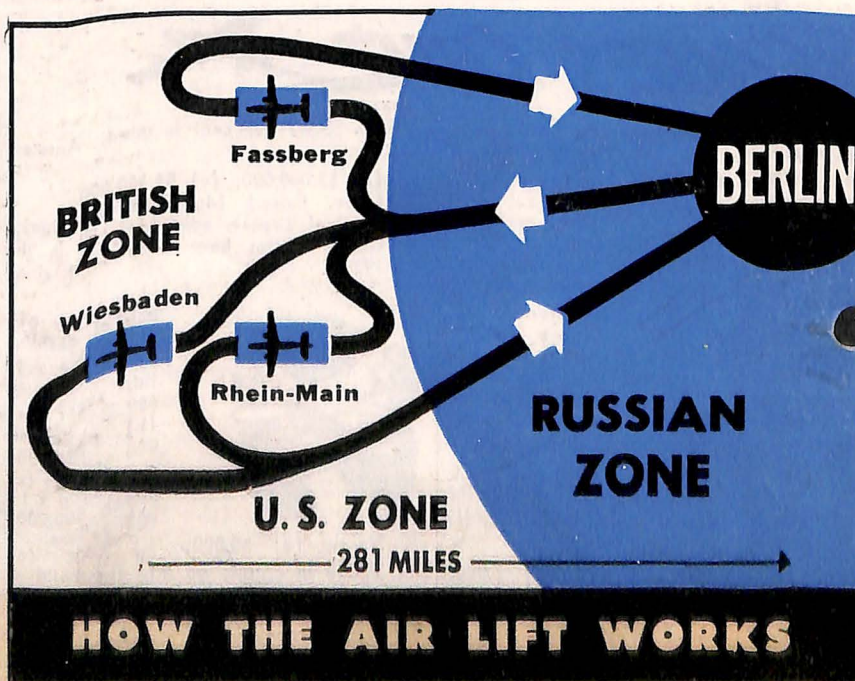 Fassberg
BERLIN
BRITISH
ZONE
Wiesbaden
Rhein-Main
RUSSIAN
ZONE
U. S. ZONE
281 MILES
HOW THE AIR LIFT WORKS